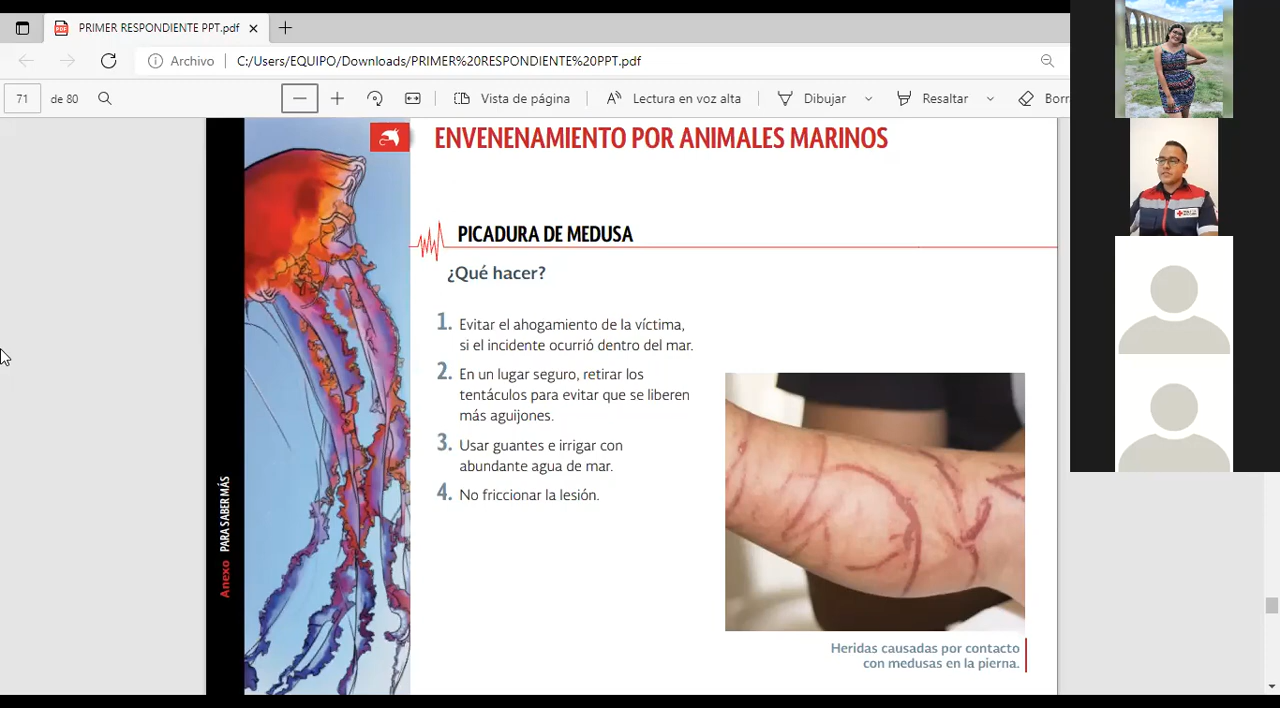 PRIMER RESPONDIENTE PPT.pdf
Archivo C:/Users/EQUIPO/Downloads/PRIMER%20RESPONDIENTE%20PPT.pdf
71 de 80 Vista de página Lectura en voz alta Dibujar Resaltar Borr
ENVENENAMIENTO POR ANIMALES MARINOS
PICADURA DE MEDUSA
¿Qué hacer?
1. Evitar el ahogamiento de la víctima,
si el incidente ocurrió dentro del mar.
2. En un lugar seguro, retirar los
tentáculos para evitar que se liberen
más aguijones.
3. Usar guantes e irrigar con
abundante agua de mar.
4. No friccionar la lesión.
Heridas causadas por contacto
con medusas en la pierna.
Anexo PARA SABER MÁS